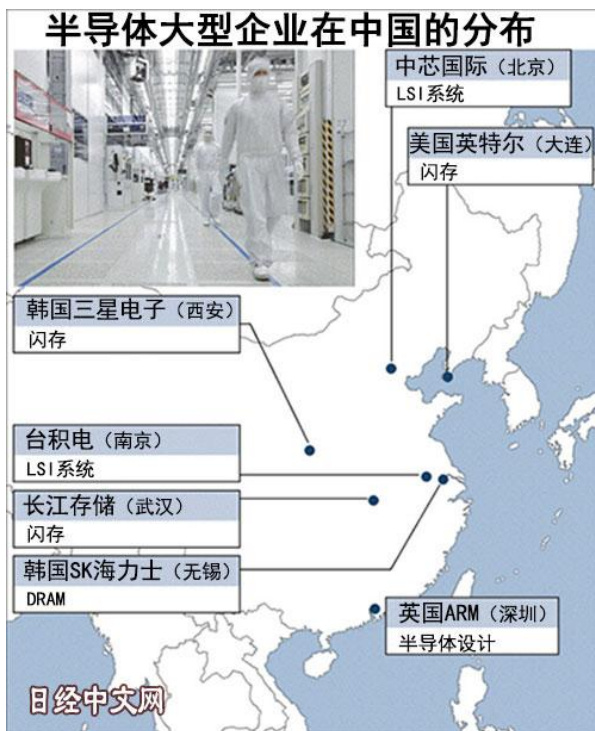 半导体大型企业在中国的分布
中芯国际（北京）
LSI系统
美国英特尔（大连）
闪存
韩国三星电子（西安）
闪存
台积电（南京）
LSI系统
长江存储（武汉）
闪存
韩国SK海力士（无锡）
DRAM
英国ARM（深圳）
半导体设计
日经中文网